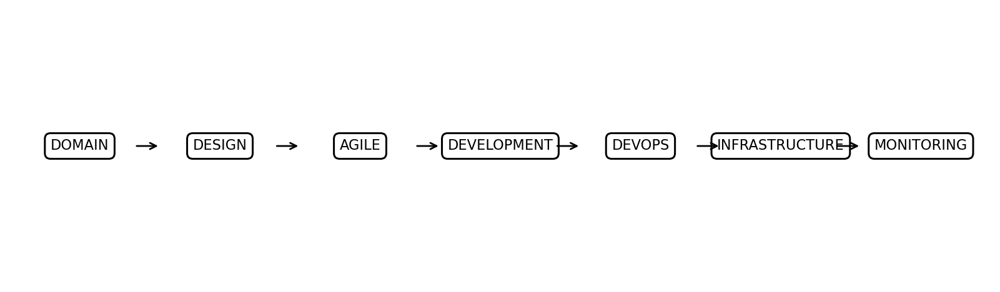 DOMAIN → DESIGN → AGILE → DEVELOPMENT → DEVOPS → INFRASTRUCTURE → MONITORING